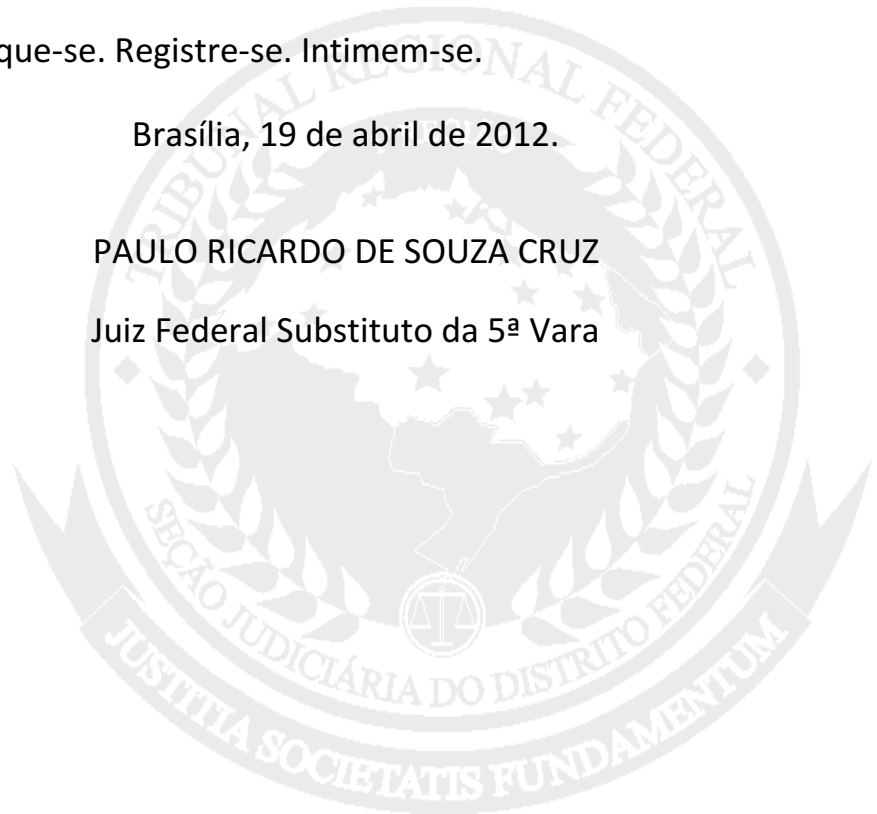 que-se. Registre-se. Intimem-se.
Brasília, 19 de abril de 2012.
PAULO RICARDO DE SOUZA CRUZ
Juiz Federal Substituto da 5ª Vara
TRIBUNAL REGIONAL FEDERAL
SEÇÃO JUDICIÁRIA DO DISTRITO FEDERAL
JUSTITIA SOCIETATIS FUNDAMENTUM